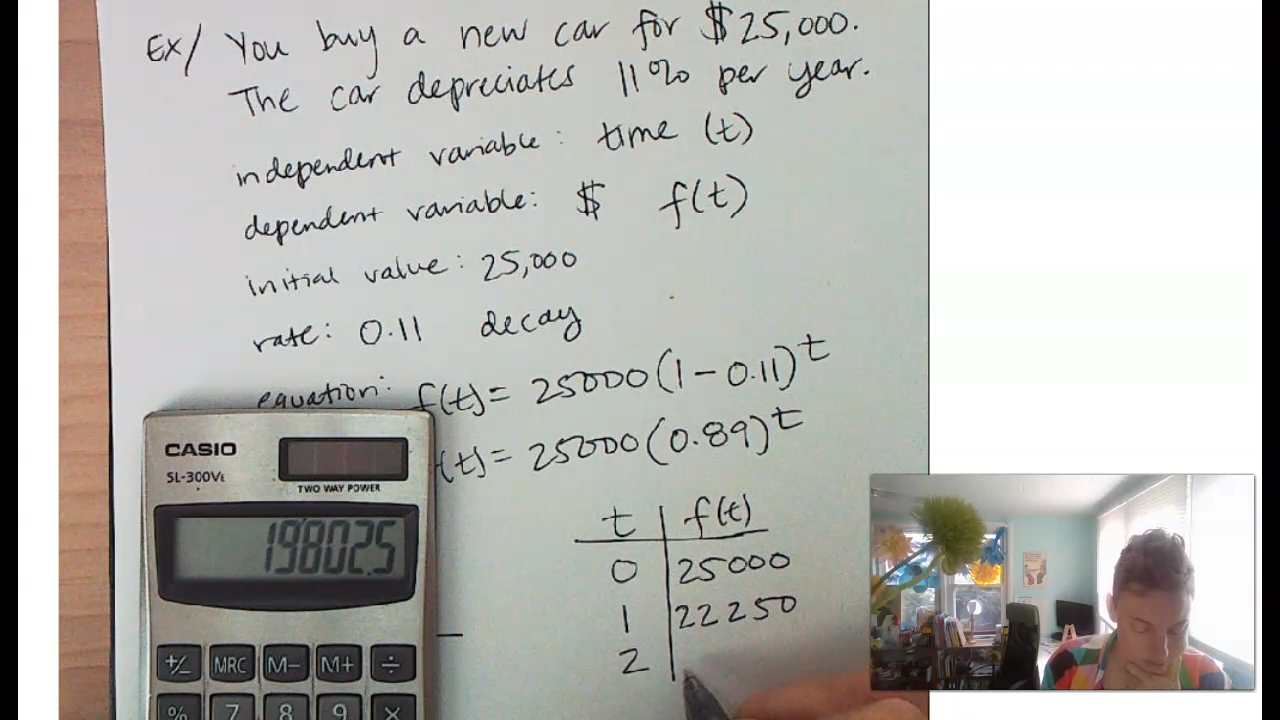 Ex/ You buy a new car for $25,000.
The car depreciates 11% per year.
independent variable: time (t)
dependent variable: $ f(t)
initial value: 25,000
rate: 0.11 decay
equation: f(t)= 25000(1-0.11)^t
(t)= 25000(0.89)^t
CASIO
SL-300VE
TWO WAY POWER
19802.5
+/- MRC M- M+ ÷
% 7 8 9 ×
t f(t)
0 25000
1 22250
2